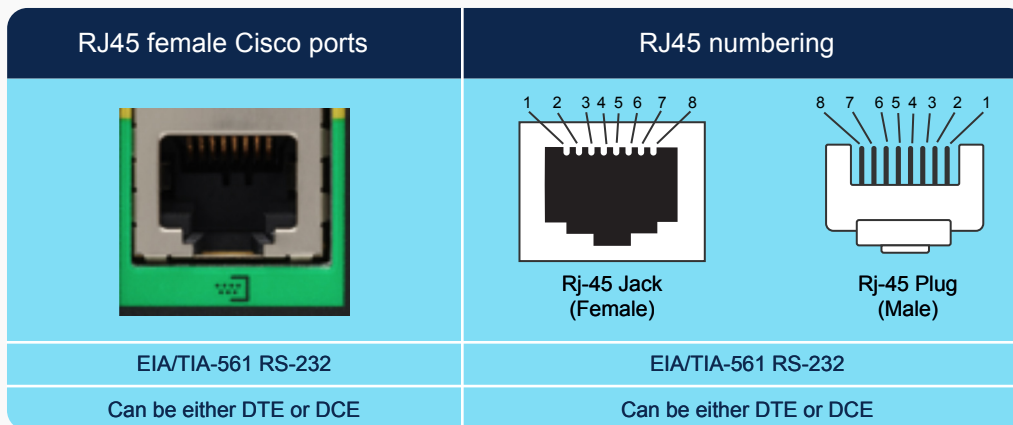 RJ45 female Cisco ports
RJ45 numbering
1 2 3 4 5 6 7 8
8 7 6 5 4 3 2 1
Rj-45 Jack
(Female)
Rj-45 Plug
(Male)
EIA/TIA-561 RS-232
EIA/TIA-561 RS-232
Can be either DTE or DCE
Can be either DTE or DCE